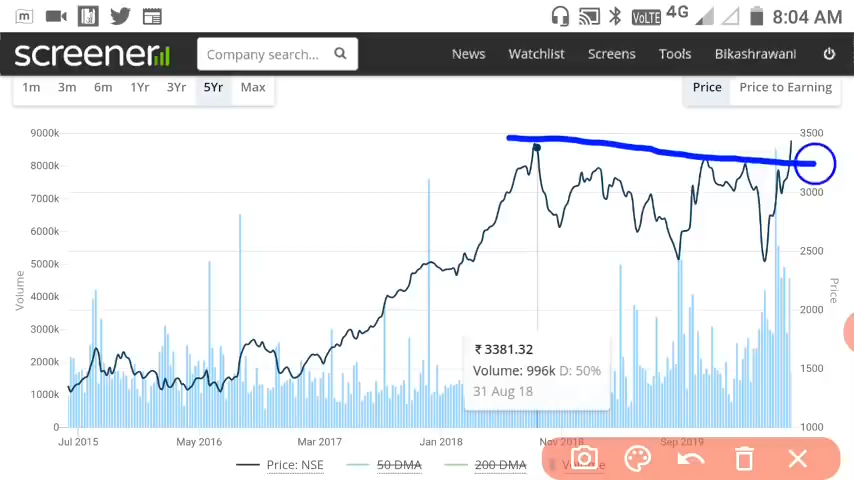 m VoLTE 4G 8:04 AM
screener Company search... News Watchlist Screens Tools Bikashrawani
1m 3m 6m 1Yr 3Yr 5Yr Max Price Price to Earning
9000k 3500
8000k
7000k 3000
6000k 2500
5000k
4000k 2000
3000k
2000k 1500
1000k
0 1000
Volume
Price
₹ 3381.32
Volume: 996k D: 50%
31 Aug 18
Jul 2015 May 2016 Mar 2017 Jan 2018 Nov 2018 Sep 2019
Price: NSE 50 DMA 200 DMA Volume